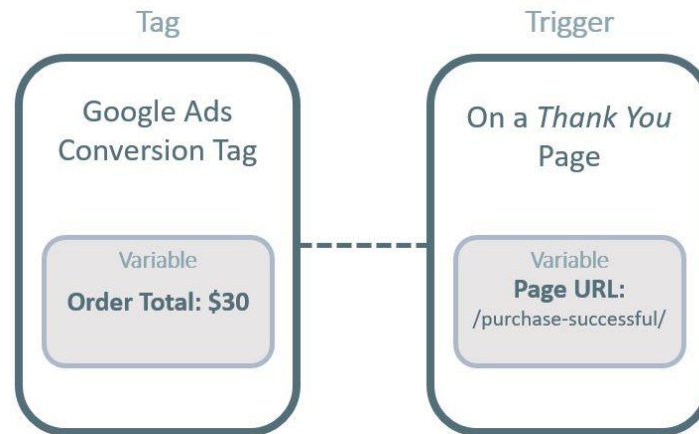 Tag
Google Ads
Conversion Tag
Variable
Order Total: $30
Trigger
On a Thank You
Page
Variable
Page URL:
/purchase-successful/